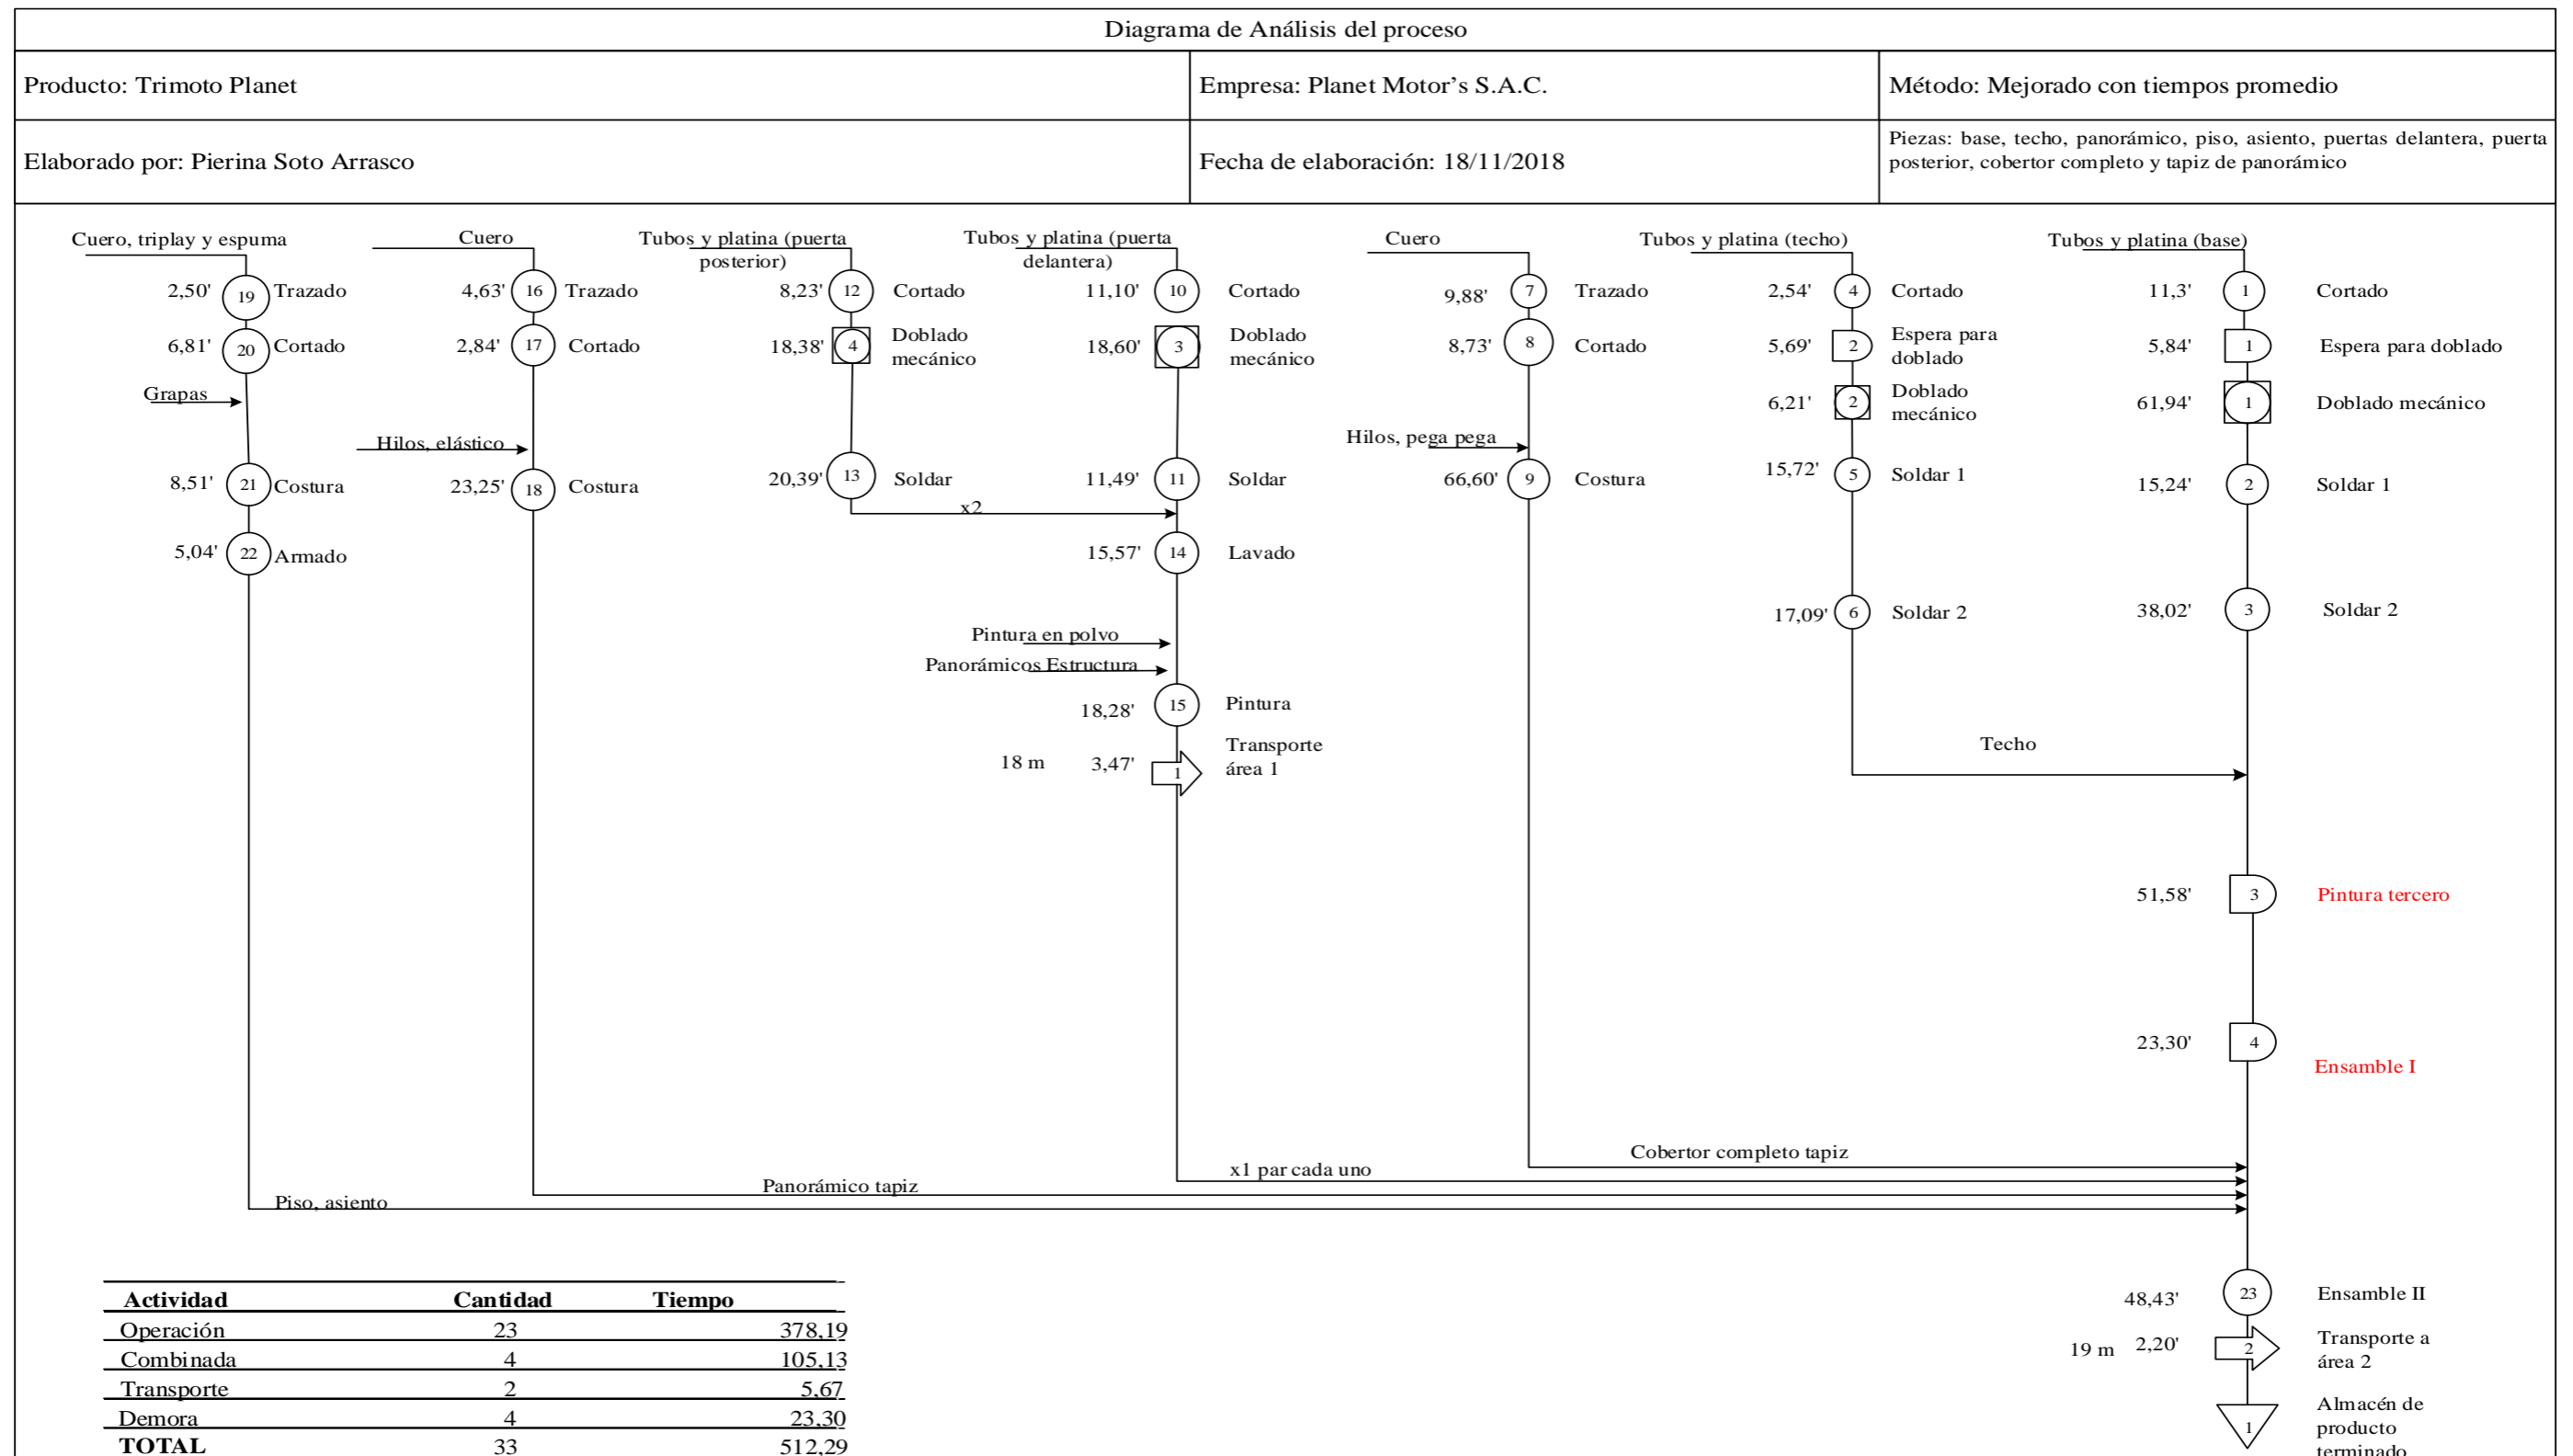 Diagrama de Análisis del proceso
Producto: Trimoto Planet
Empresa: Planet Motor's S.A.C.
Método: Mejorado con tiempos promedio
Elaborado por: Pierina Soto Arrasco
Fecha de elaboración: 18/11/2018
Piezas: base, techo, panorámico, piso, asiento, puertas delantera, puerta
posterior, cobertor completo y tapiz de panorámico
Cuero, triplay y espuma
2,50' 19 Trazado
6,81' 20 Cortado
Grapas
8,51' 21 Costura
5,04' 22 Armado
Piso, asiento
Cuero
4,63' 16 Trazado
2,84' 17 Cortado
Hilos, elástico
23,25' 18 Costura
Panorámico tapiz
Tubos y platina (puerta
posterior)
8,23' 12 Cortado
18,38' 4 Doblado
mecánico
20,39' 13 Soldar
x2
Tubos y platina (puerta
delantera)
11,10' 10 Cortado
18,60' 3 Doblado
mecánico
11,49' 11 Soldar
15,57' 14 Lavado
Pintura en polvo
Panorámicos Estructura
18,28' 15 Pintura
18 m 3,47' 1 Transporte
área 1
x1 par cada uno
Cuero
9,88' 7 Trazado
8,73' 8 Cortado
Hilos, pega pega
66,60' 9 Costura
Cobertor completo tapiz
Tubos y platina (techo)
2,54' 4 Cortado
5,69' 2 Espera para
doblado
6,21' 2 Doblado
mecánico
15,72' 5 Soldar 1
17,09' 6 Soldar 2
Techo
Tubos y platina (base)
11,3' 1 Cortado
5,84' 1 Espera para doblado
61,94' 1 Doblado mecánico
15,24' 2 Soldar 1
38,02' 3 Soldar 2
51,58' 3 Pintura tercero
23,30' 4 Ensamble I
48,43' 23 Ensamble II
19 m 2,20' 2 Transporte a
área 2
1 Almacén de
producto
terminado
Actividad Cantidad Tiempo
Operación 23 378,19
Combinada 4 105,13
Transporte 2 5,67
Demora 4 23,30
TOTAL 33 512,29